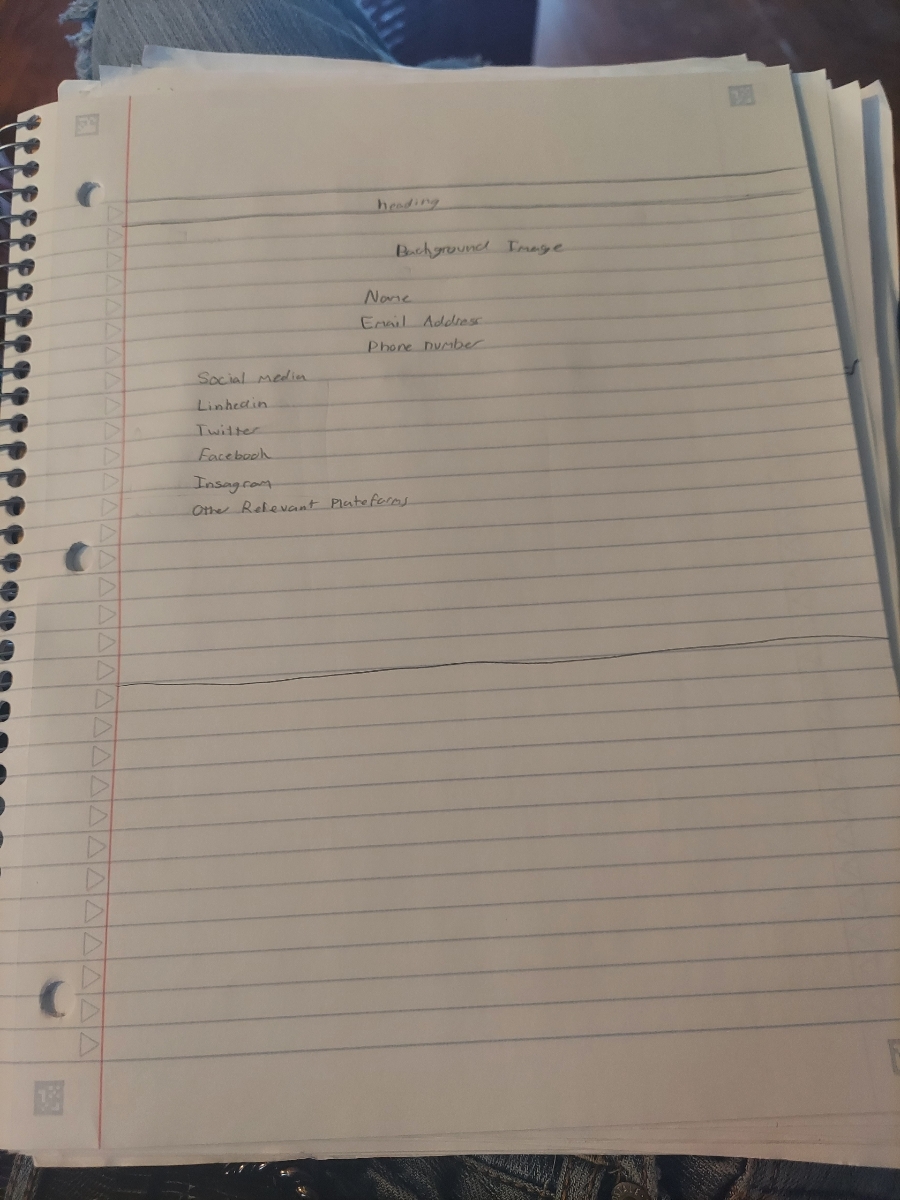 heading
Background Image
Name
Email Address
Phone number
Social media
Linkedin
Twitter
Facebook
Insagram
Other Relevant Plateforms